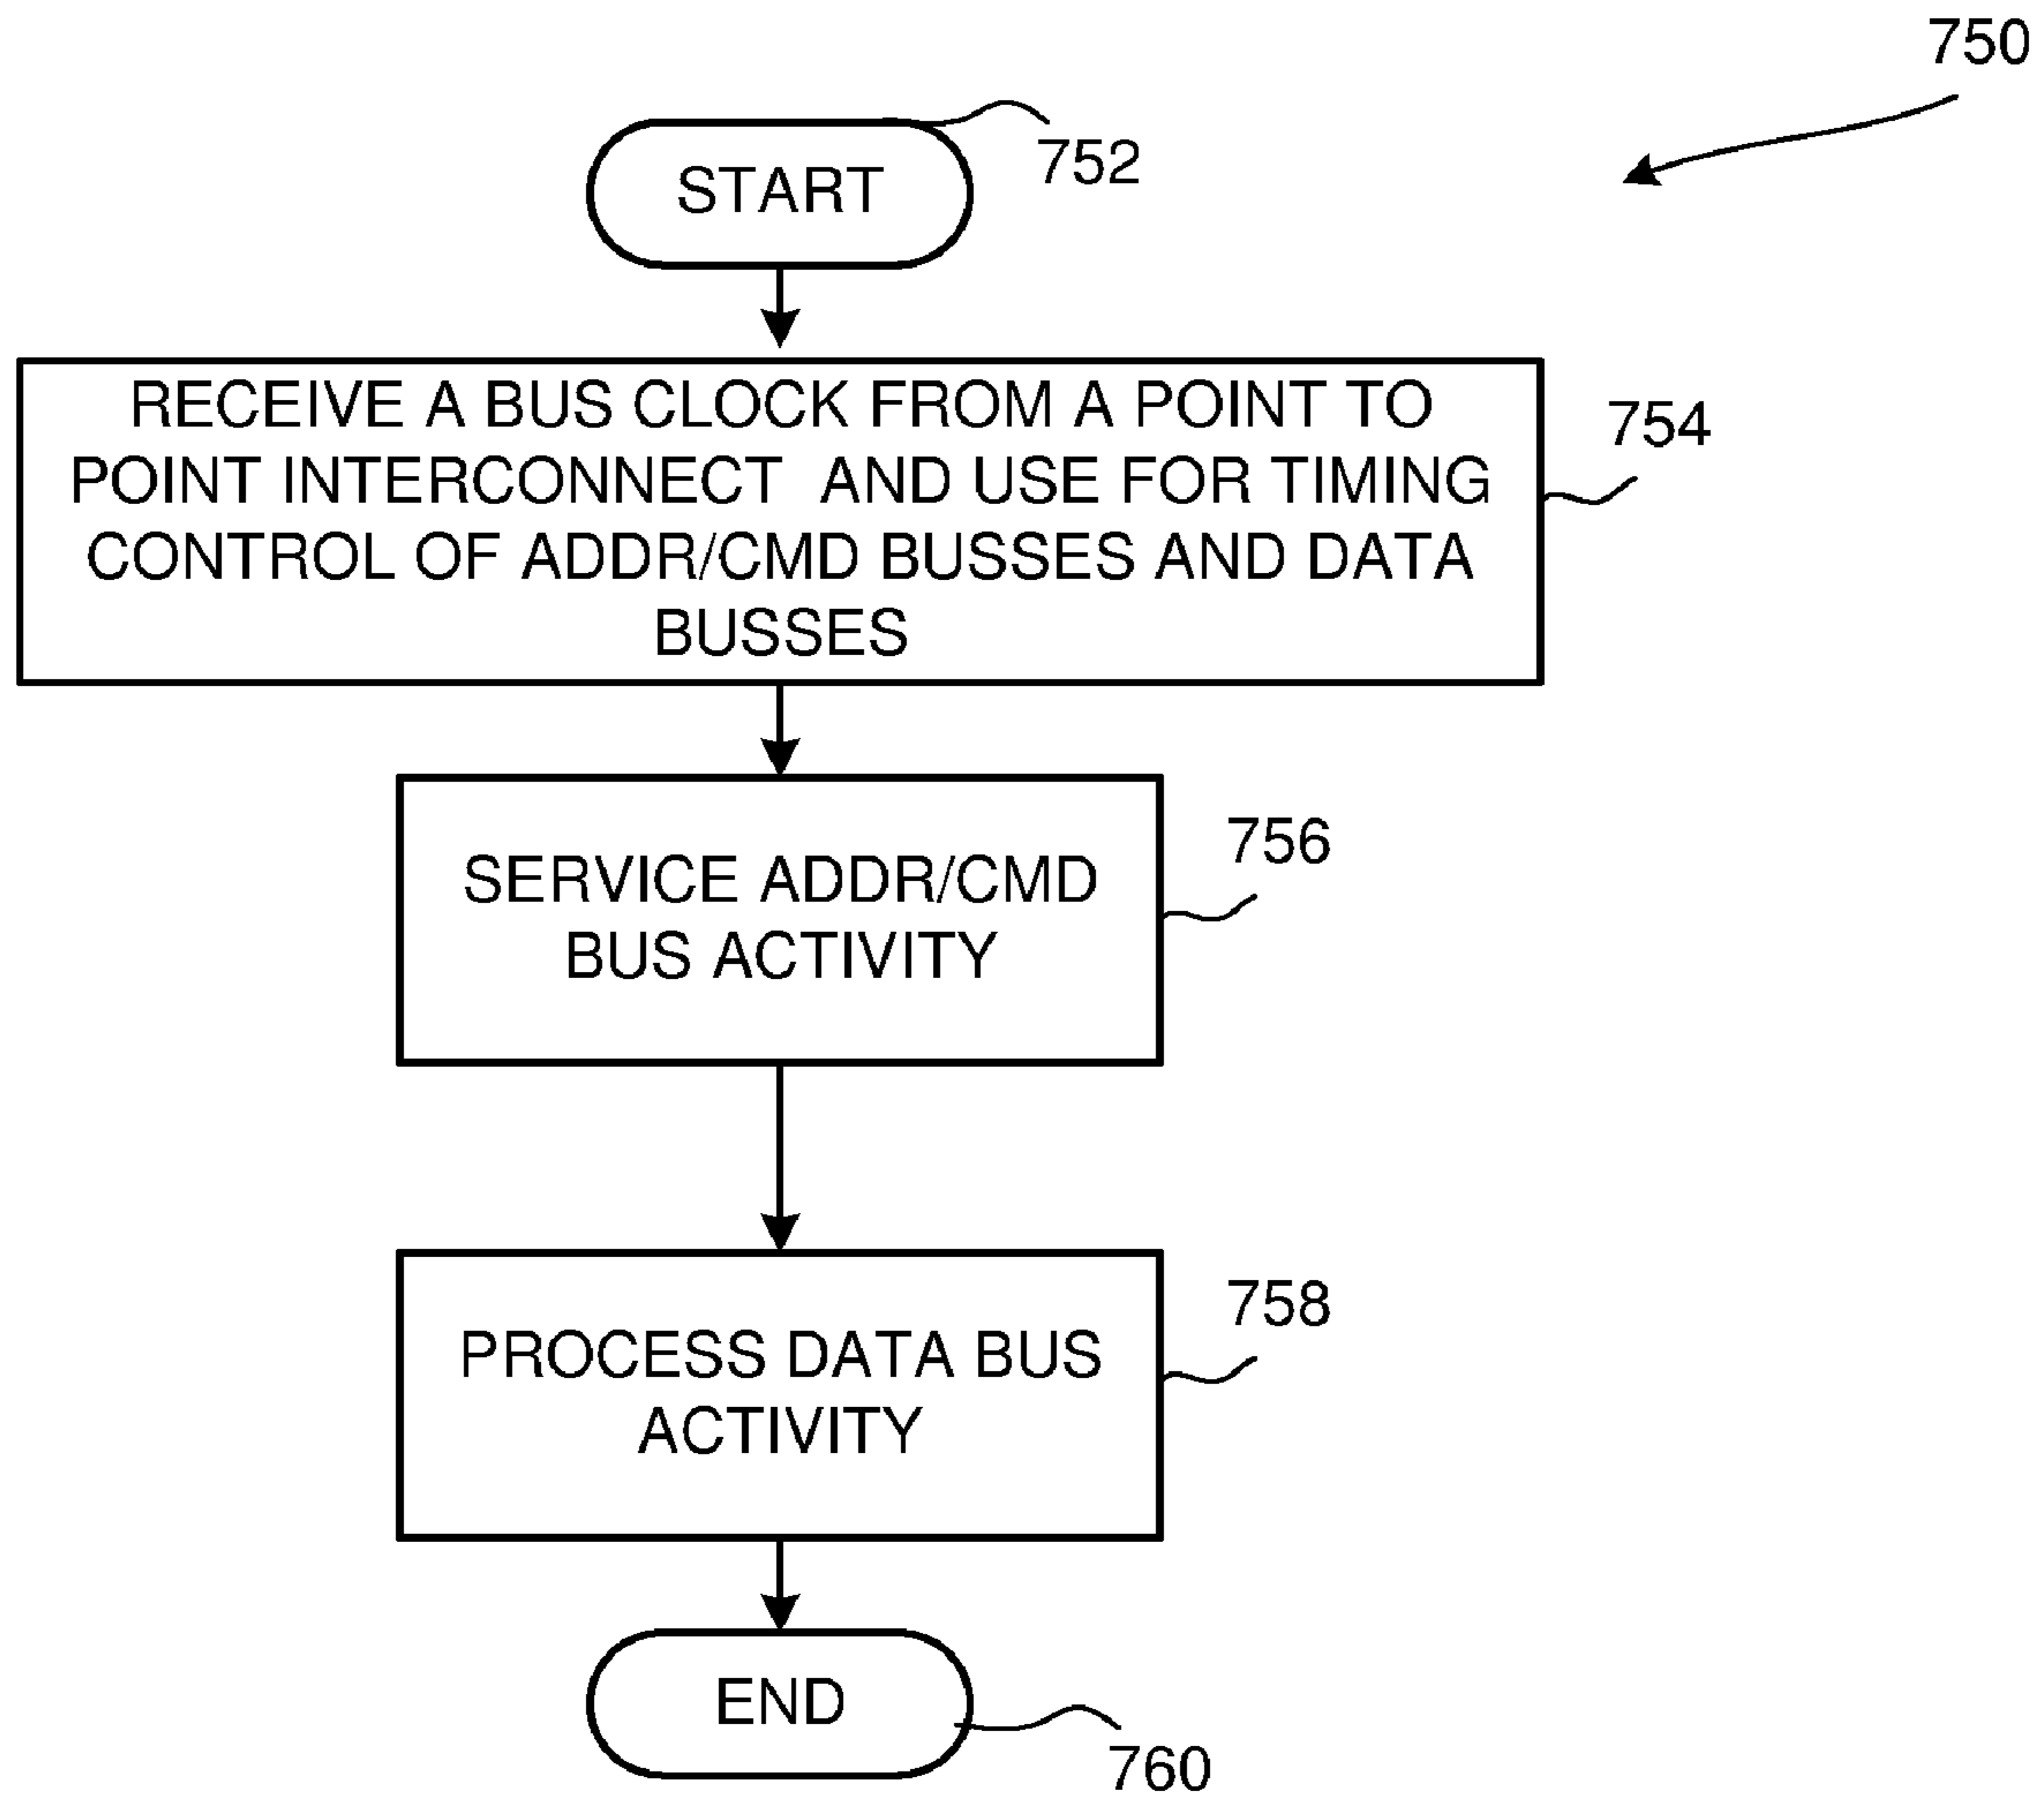 750
752
START
RECEIVE A BUS CLOCK FROM A POINT TO
POINT INTERCONNECT AND USE FOR TIMING
CONTROL OF ADDR/CMD BUSSES AND DATA
BUSSES
754
756
SERVICE ADDR/CMD
BUS ACTIVITY
758
PROCESS DATA BUS
ACTIVITY
END
760